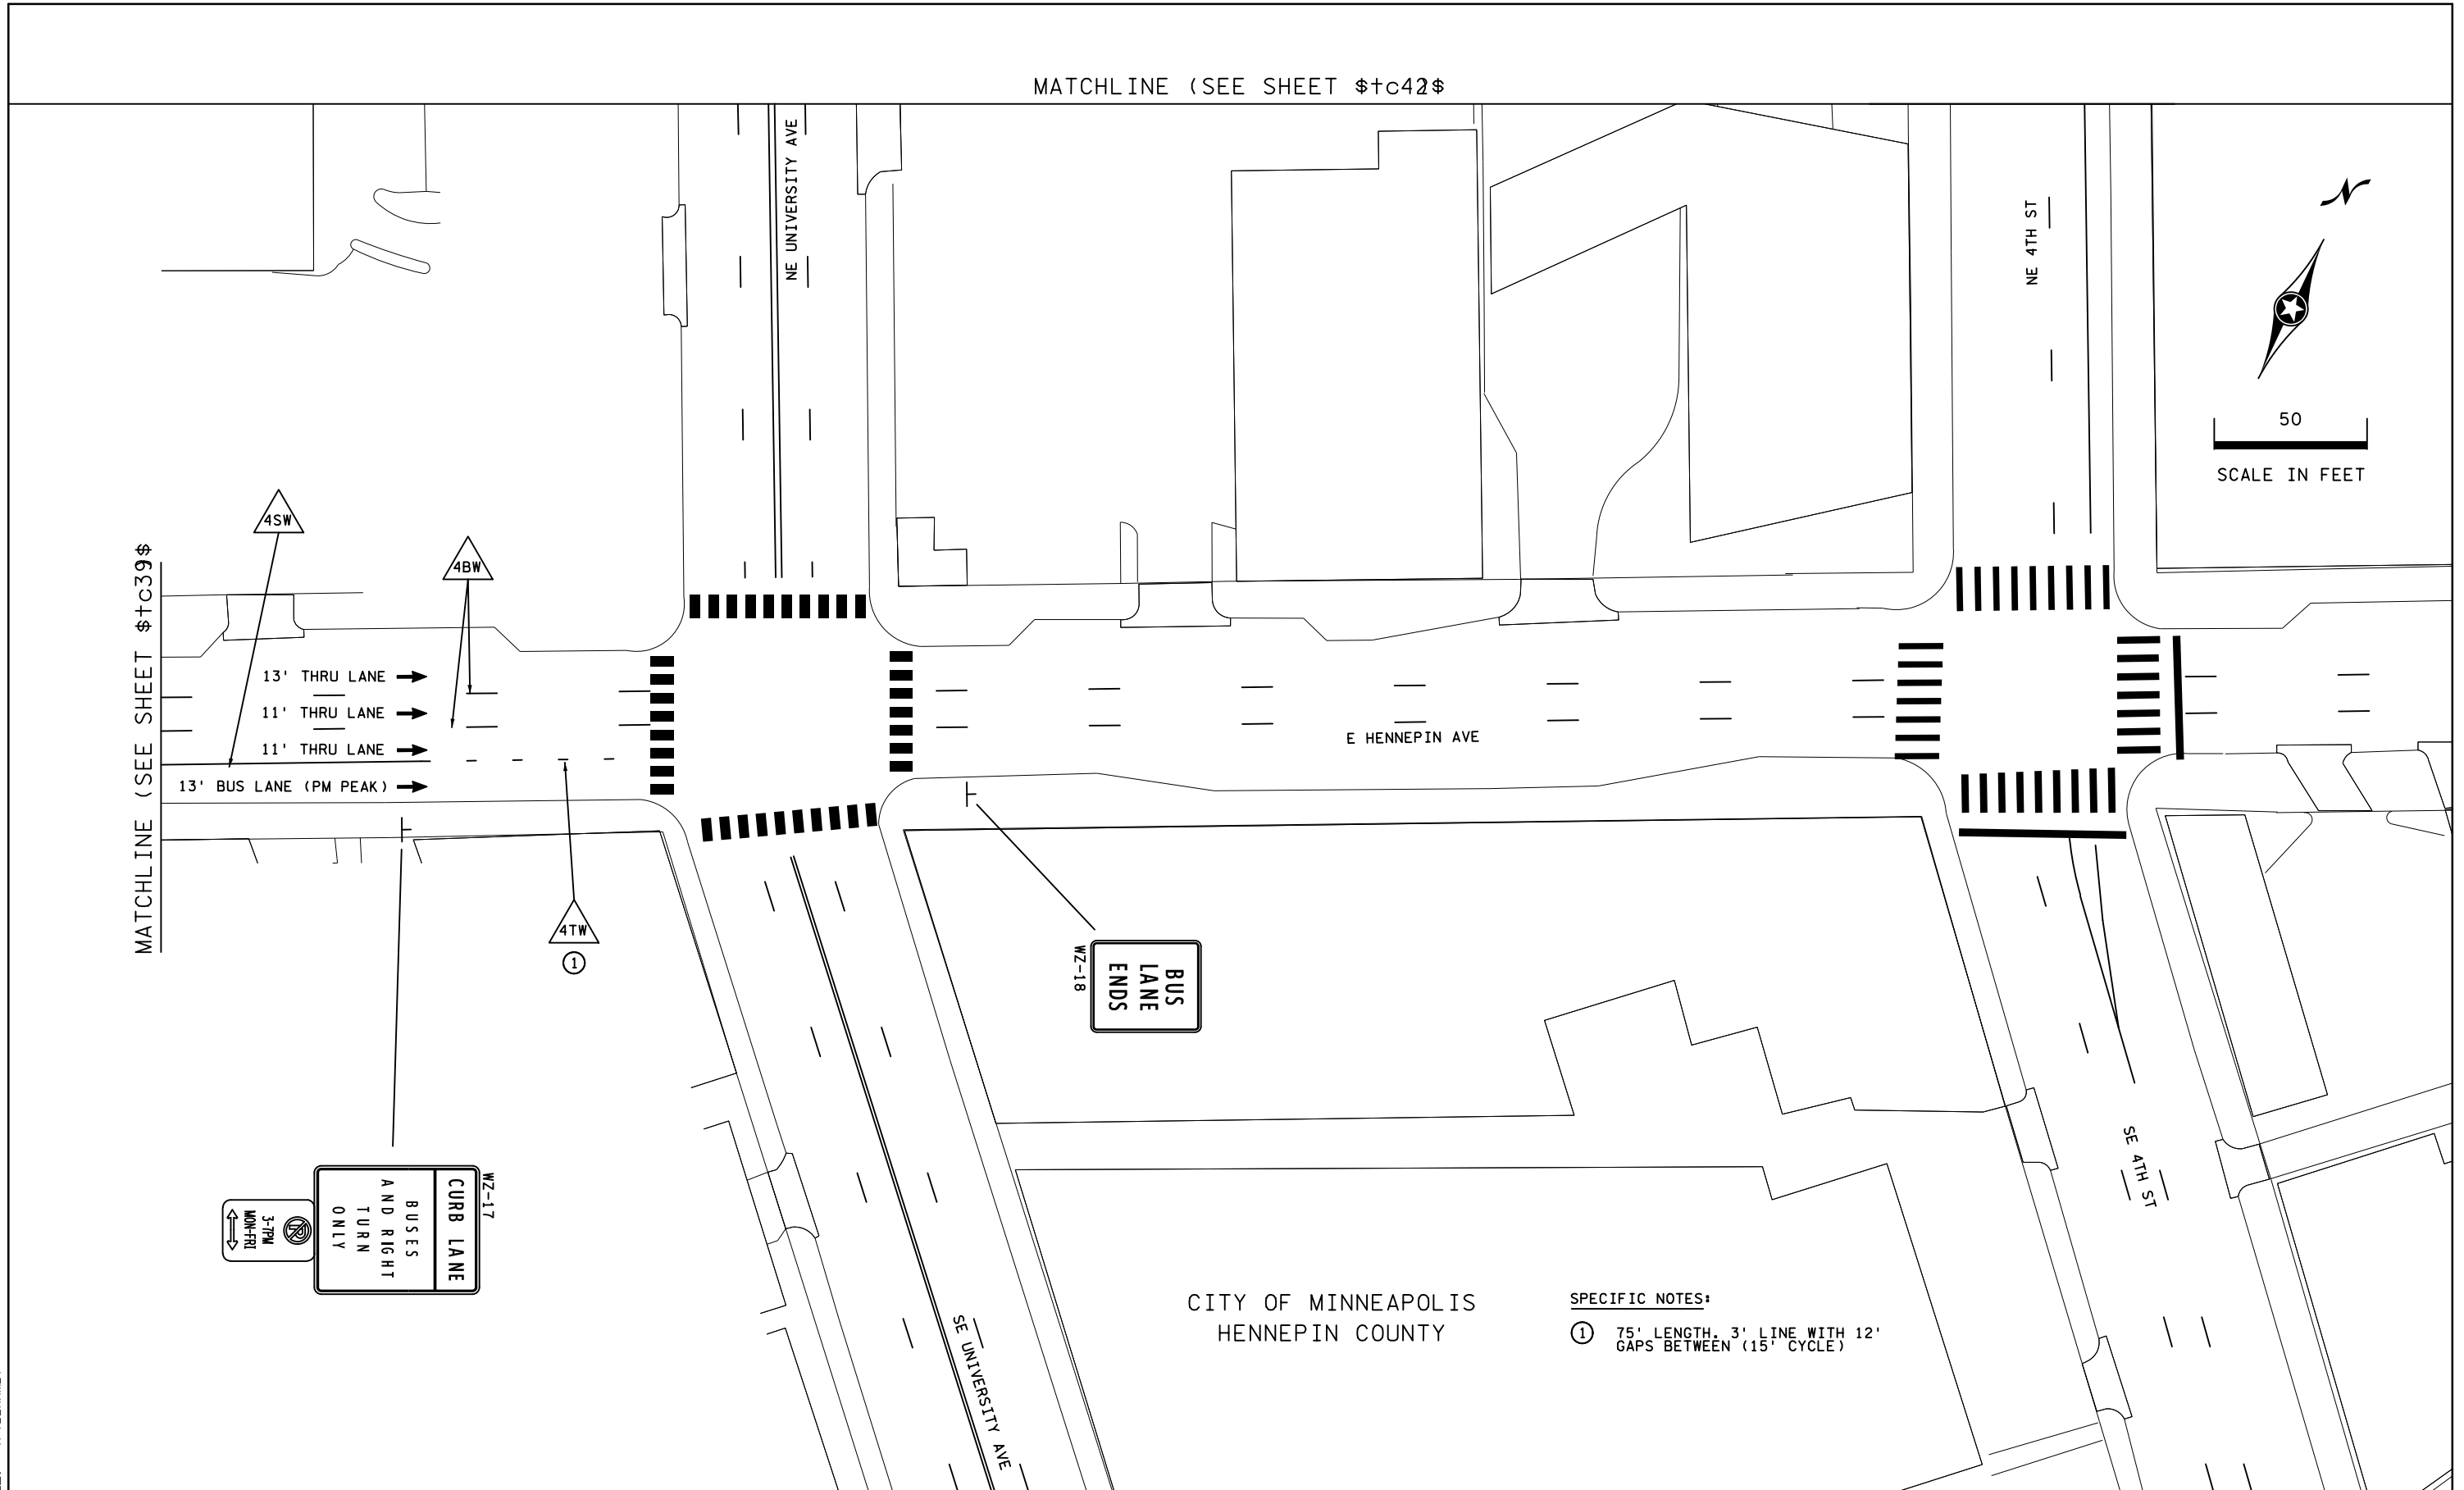 MATCHLINE (SEE SHEET $tc42$
NE UNIVERSITY AVE
NE 4TH ST
N
50
SCALE IN FEET
4SW
4BW
MATCHLINE (SEE SHEET $tc39$
13' THRU LANE
11' THRU LANE
11' THRU LANE
13' BUS LANE (PM PEAK)
E HENNEPIN AVE
4TW
1
BUS
LANE
ENDS
WZ-18
SE 4TH ST
WZ-17
CURB LANE
BUSES
AND RIGHT
TURN
ONLY
P
3-7PM
MON-FRI
SE UNIVERSITY AVE
CITY OF MINNEAPOLIS
HENNEPIN COUNTY
SPECIFIC NOTES:
1 75' LENGTH. 3' LINE WITH 12'
GAPS BETWEEN (15' CYCLE)